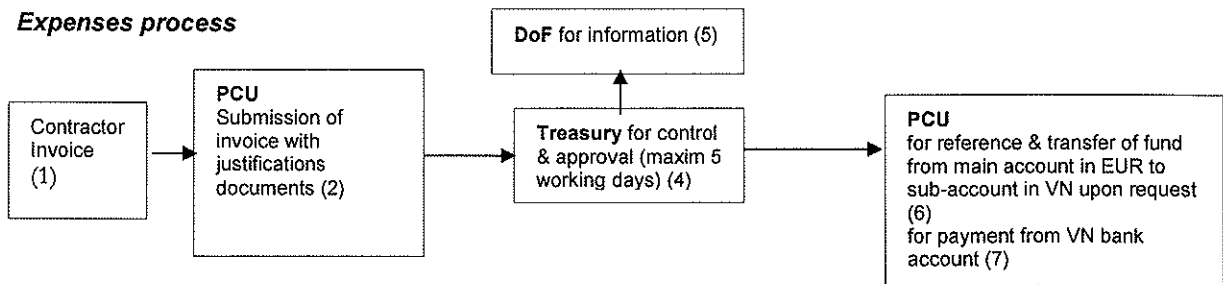 Expenses process
DoF for information (5)
Contractor
Invoice
(1)
PCU
Submission of
invoice with
justifications
documents (2)
Treasury for control
& approval (maxim 5
working days) (4)
PCU
for reference & transfer of fund
from main account in EUR to
sub-account in VN upon request
(6)
for payment from VN bank
account (7)